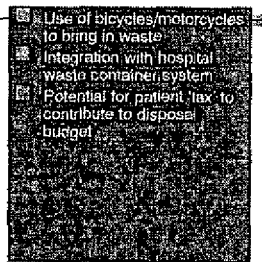 Use of bicycles/motorcycles
to bring in waste
Integration with hospital
waste container system
Potential for patient 'tax' to
contribute to disposal
budget